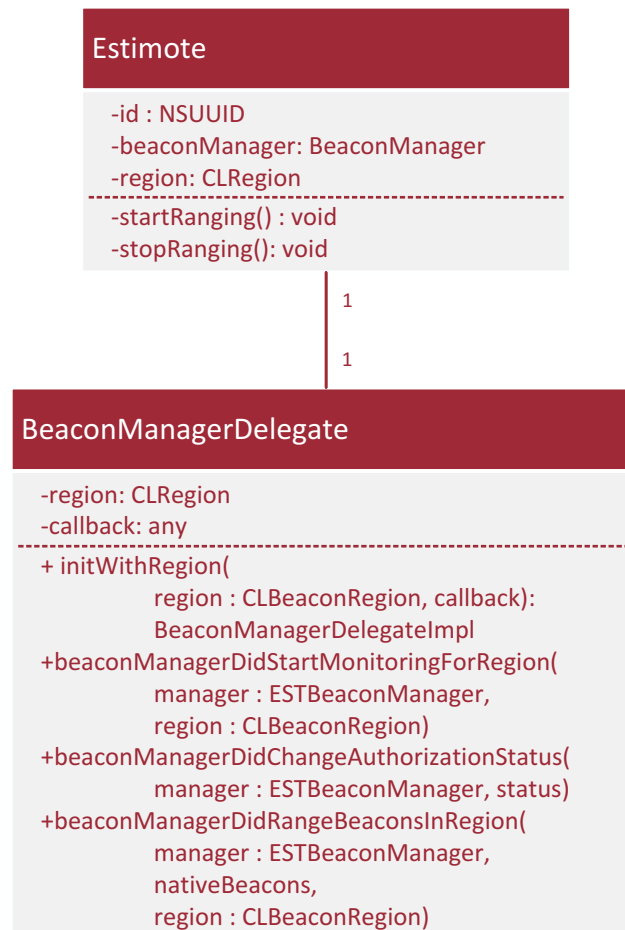 Estimote
-id : NSUUID
-beaconManager: BeaconManager
-region: CLRegion
-startRanging() : void
-stopRanging(): void
1
1
BeaconManagerDelegate
-region: CLRegion
-callback: any
+ initWithRegion(
region : CLBeaconRegion, callback):
BeaconManagerDelegateImpl
+beaconManagerDidStartMonitoringForRegion(
manager : ESTBeaconManager,
region : CLBeaconRegion)
+beaconManagerDidChangeAuthorizationStatus(
manager : ESTBeaconManager, status)
+beaconManagerDidRangeBeaconsInRegion(
manager : ESTBeaconManager,
nativeBeacons,
region : CLBeaconRegion)